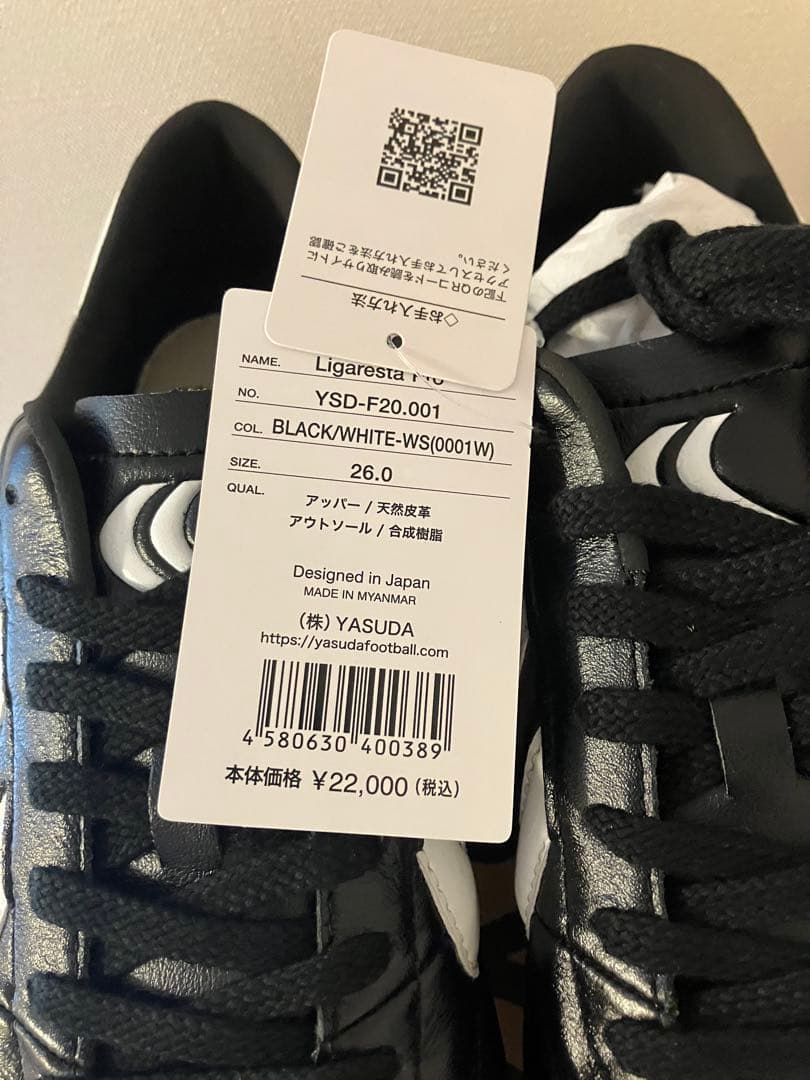 ◇お手入れ方法
下記のQRコードを読み取りサイトに
アクセスしてお手入れ方法をご確認
ください。
NAME. Ligaresta Pro
NO. YSD-F20.001
COL. BLACK/WHITE-WS(0001W)
SIZE. 26.0
QUAL. アッパー / 天然皮革
アウトソール / 合成樹脂
Designed in Japan
MADE IN MYANMAR
(株) YASUDA
https://yasudafootball.com
4 580630 400389
本体価格 ¥22,000 (税込)